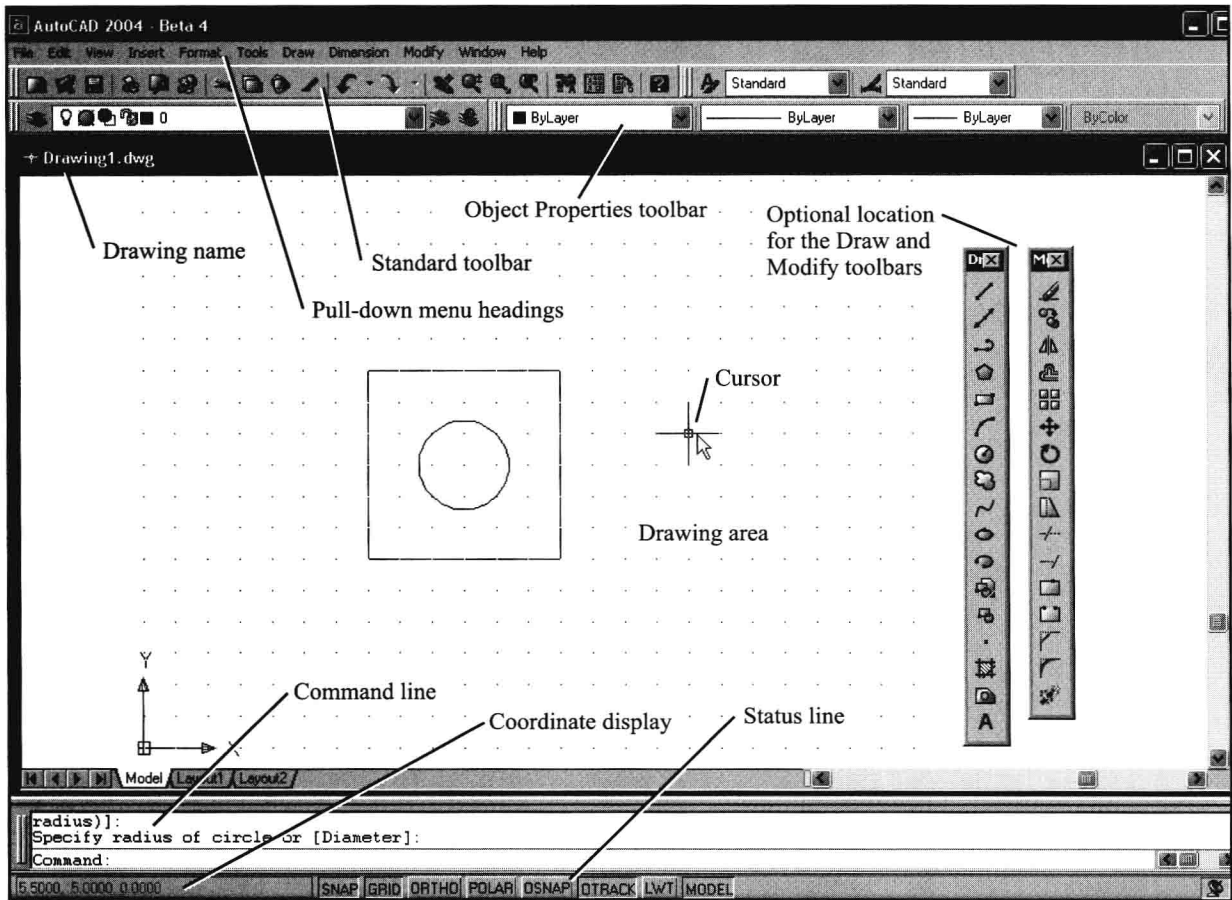 AutoCAD 2004 - Beta 4
File Edit View Insert Format Tools Draw Dimension Modify Window Help
Standard Standard
0 ByLayer ByLayer ByLayer ByColor
Drawing1.dwg
Object Properties toolbar
Optional location
for the Draw and
Modify toolbars
Drawing name
Standard toolbar
Pull-down menu headings
Cursor
Drawing area
A
Y
X
Command line
Coordinate display
Status line
Model Layout1 Layout2
radius)]:
Specify radius of circle or [Diameter]:
Command:
5.5000, 5.0000, 0.0000 SNAP GRID ORTHO POLAR OSNAP OTRACK LWT MODEL